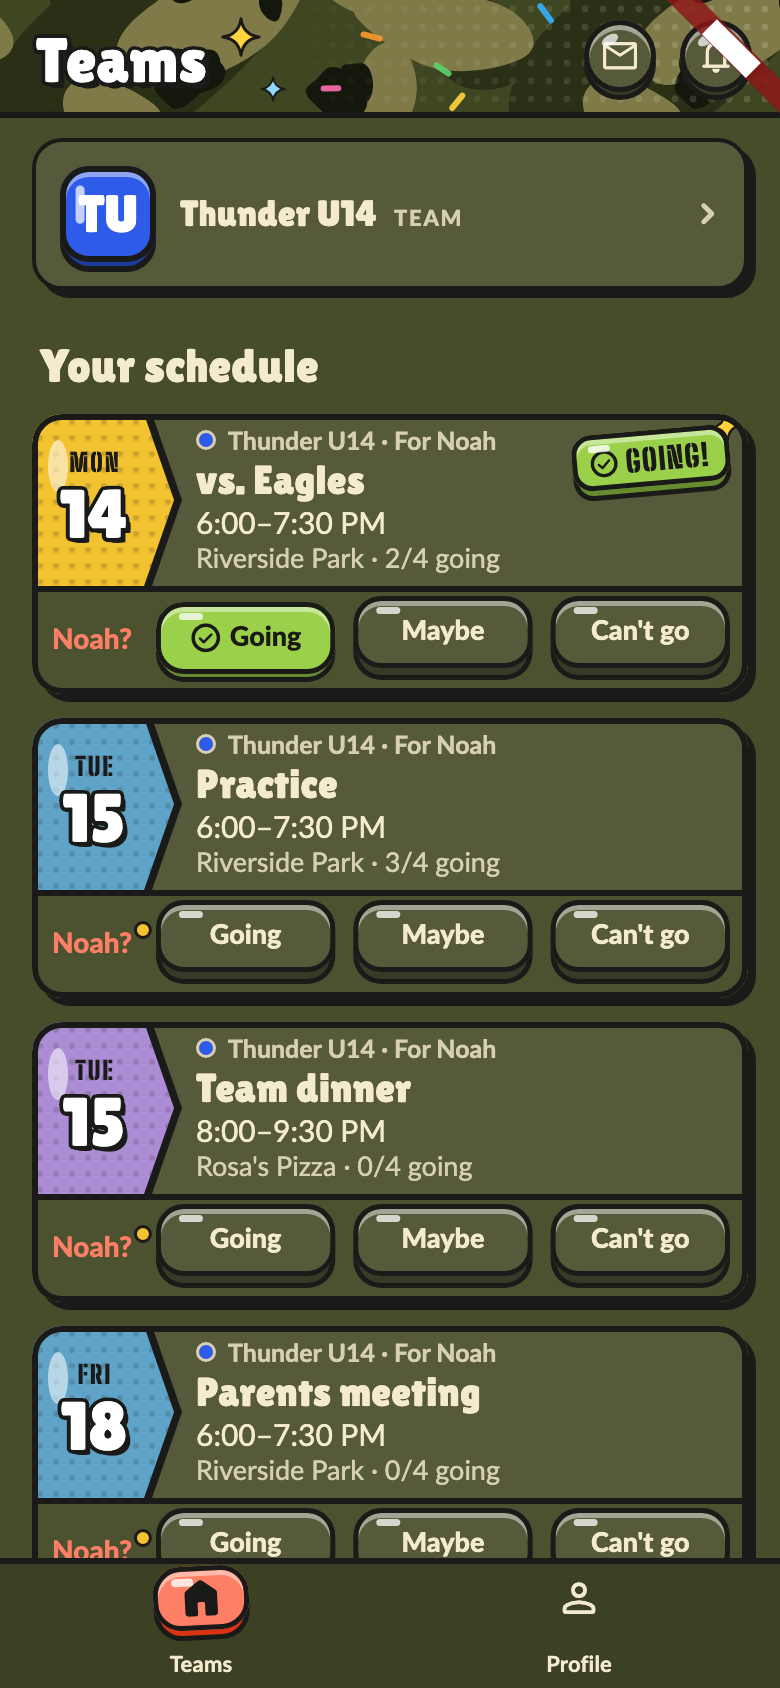 Teams
TU
Thunder U14 TEAM
Your schedule
MON
14
Thunder U14 · For Noah
GOING!
vs. Eagles
6:00–7:30 PM
Riverside Park · 2/4 going
Noah?
Going
Maybe
Can't go
TUE
15
Thunder U14 · For Noah
Practice
6:00–7:30 PM
Riverside Park · 3/4 going
Noah?
Going
Maybe
Can't go
TUE
15
Thunder U14 · For Noah
Team dinner
8:00–9:30 PM
Rosa's Pizza · 0/4 going
Noah?
Going
Maybe
Can't go
FRI
18
Thunder U14 · For Noah
Parents meeting
6:00–7:30 PM
Riverside Park · 0/4 going
Noah?
Going
Maybe
Can't go
Teams
Profile